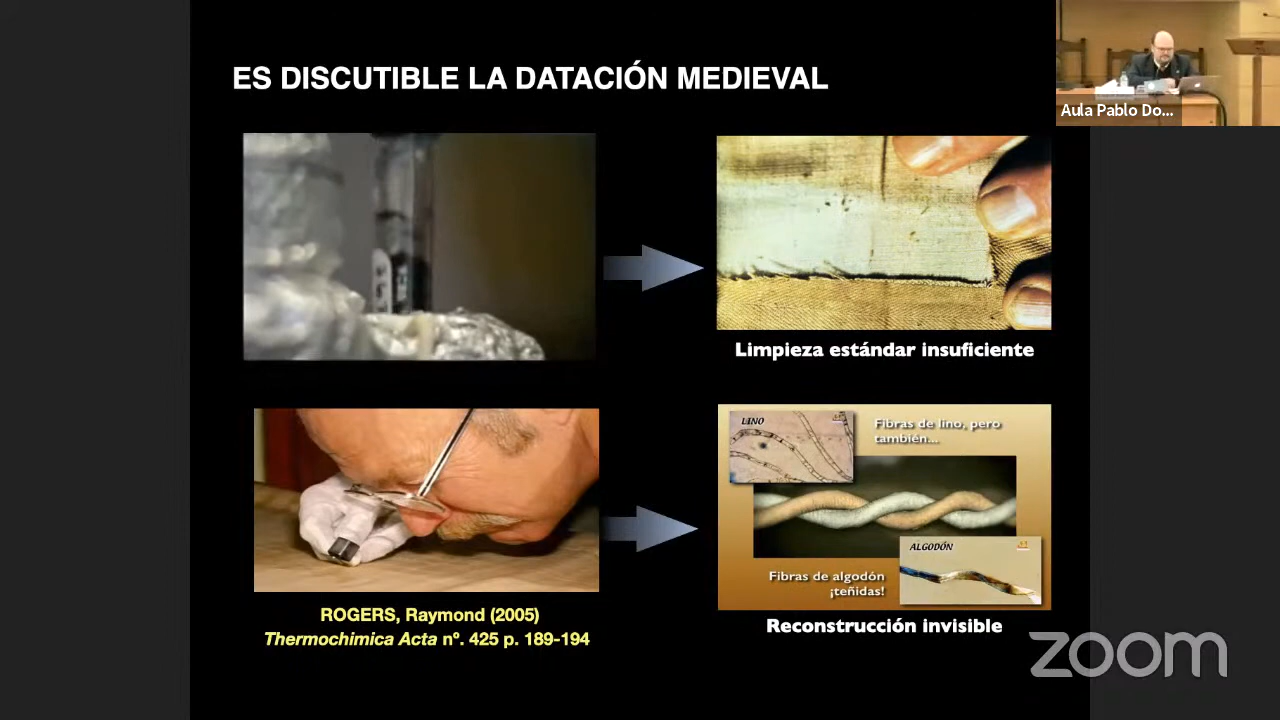 ES DISCUTIBLE LA DATACIÓN MEDIEVAL
Aula Pablo Do...
Limpieza estándar insuficiente
LINO
Fibras de lino, pero
también...
ALGODÓN
Fibras de algodón
¡teñidas!
ROGERS, Raymond (2005)
Thermochimica Acta nº. 425 p. 189-194
Reconstrucción invisible
zoom